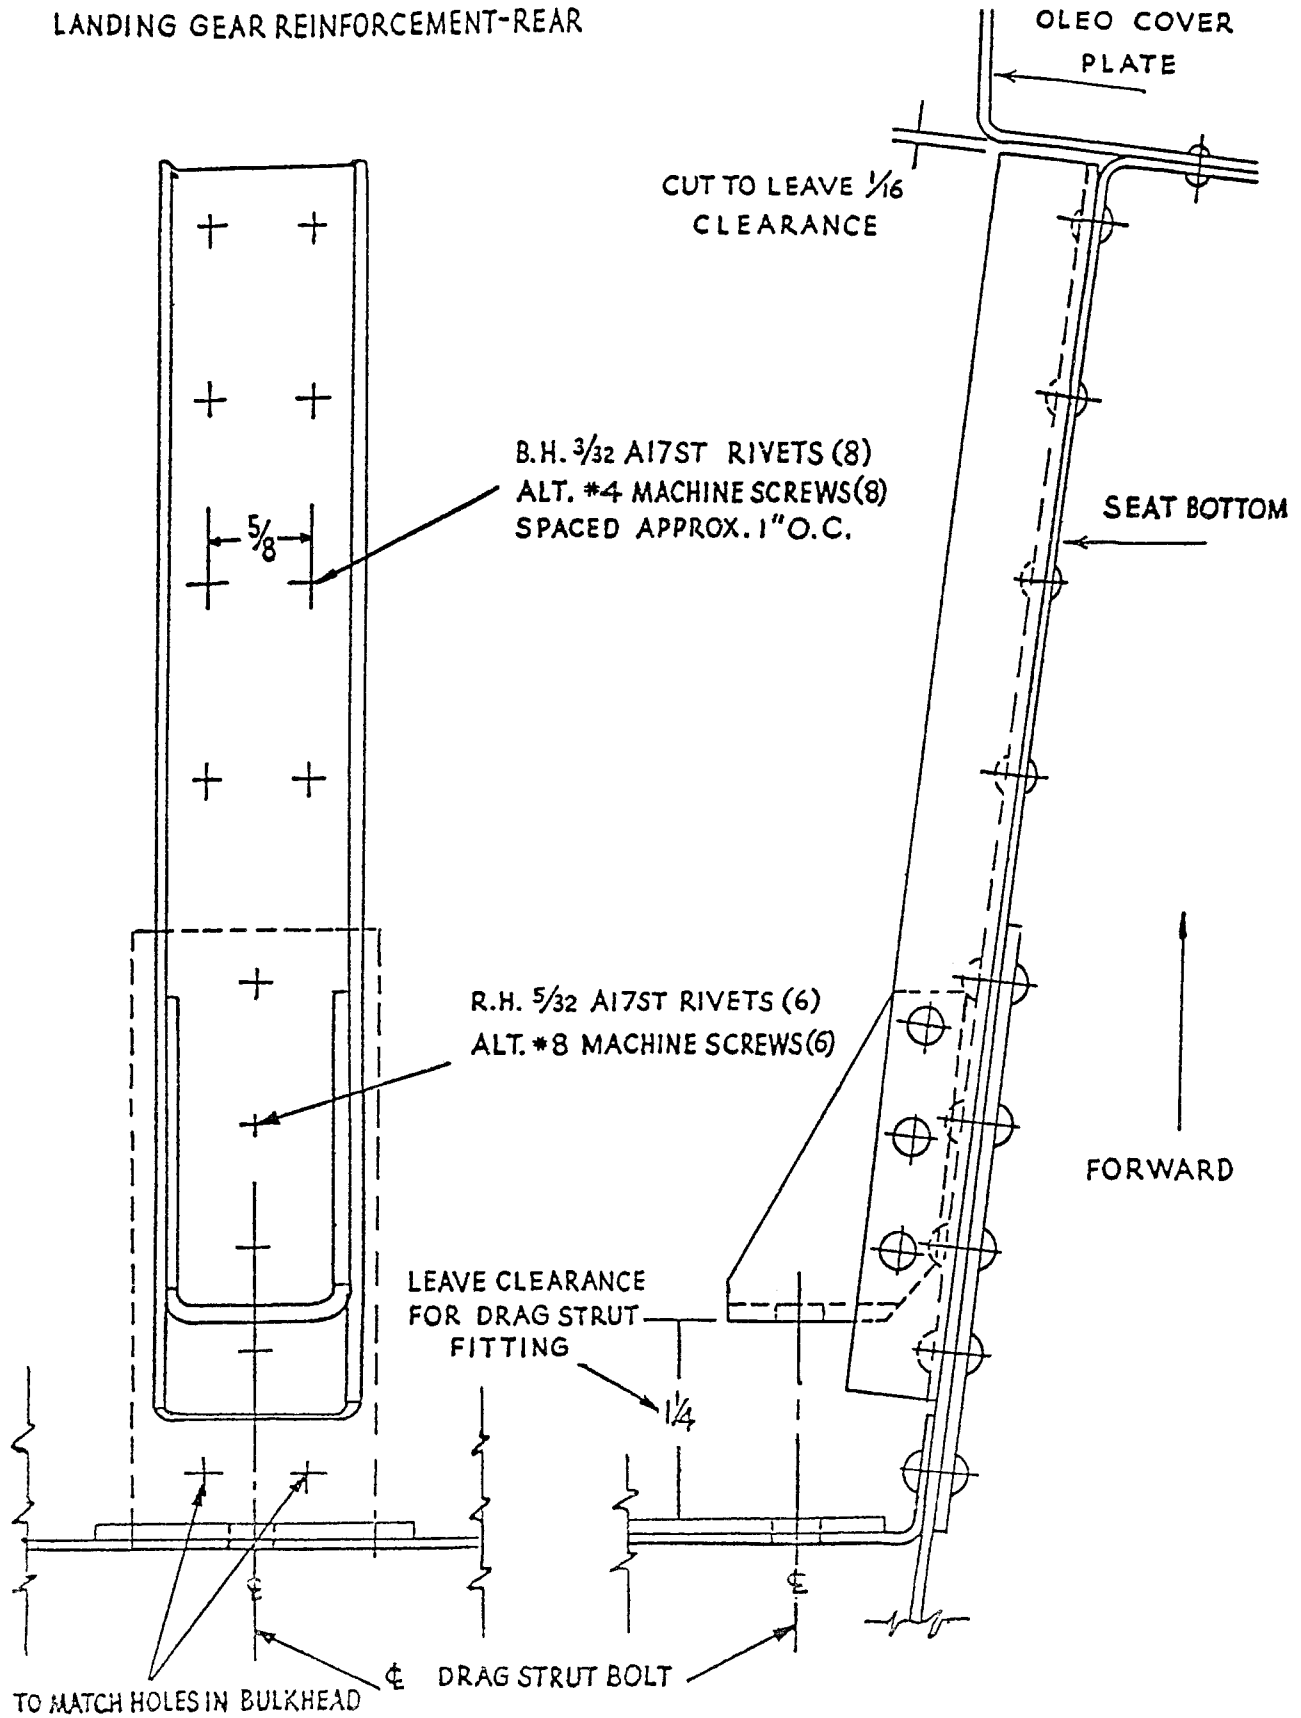 LANDING GEAR REINFORCEMENT-REAR
OLEO COVER
PLATE
CUT TO LEAVE 1/16
CLEARANCE
B.H. 3/32 A17ST RIVETS (8)
ALT. #4 MACHINE SCREWS(8)
SPACED APPROX. 1" O.C.
5/8
SEAT BOTTOM
R.H. 5/32 A17ST RIVETS (6)
ALT. #8 MACHINE SCREWS(6)
FORWARD
LEAVE CLEARANCE
FOR DRAG STRUT
FITTING
1 1/4
℄
℄
℄ DRAG STRUT BOLT
TO MATCH HOLES IN BULKHEAD